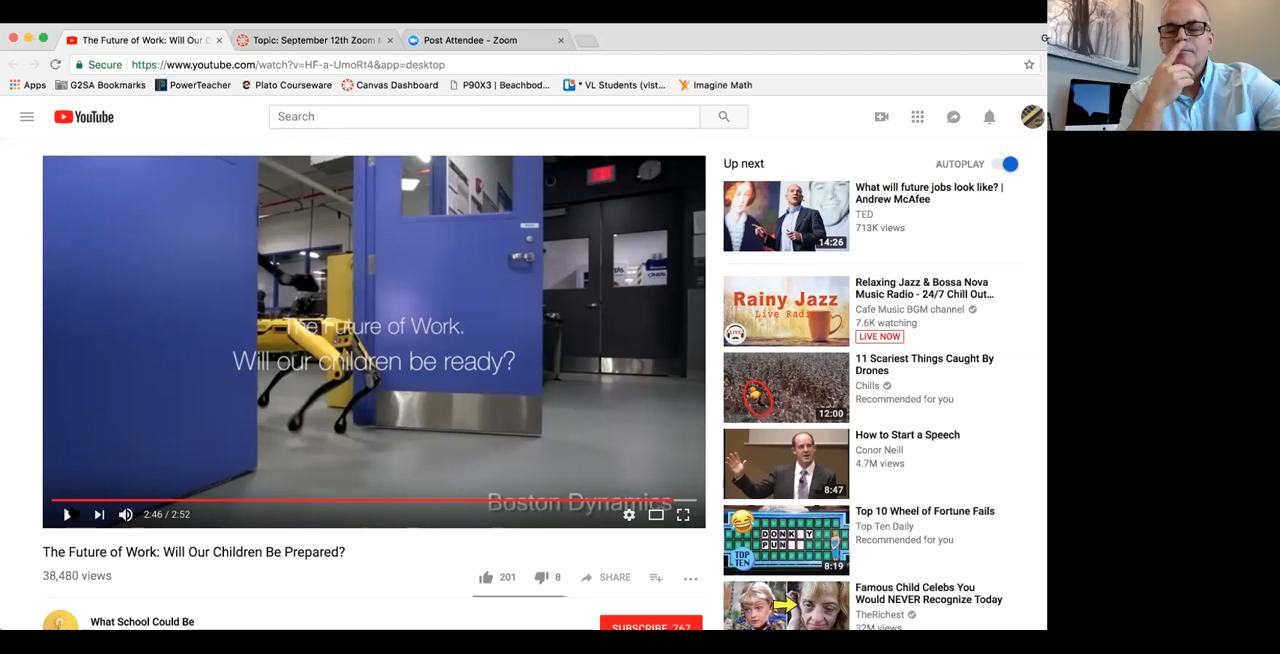 The Future of Work: Will Our C
Topic: September 12th Zoom M
Post Attendee - Zoom
Secure
https://www.youtube.com/watch?v=HF-a-UmoRt4&app=desktop
Apps
G2SA Bookmarks
PowerTeacher
Plato Courseware
Canvas Dashboard
P90X3 | Beachbod...
* VL Students (vlst...
Imagine Math
YouTube
Search
The Future of Work.
Will our children be ready?
Boston Dynamics
2:46 / 2:52
The Future of Work: Will Our Children Be Prepared?
38,480 views
201
8
SHARE
What School Could Be
SUBSCRIBE 767
Up next
AUTOPLAY
What will future jobs look like? |
Andrew McAfee
TED
713K views
14:26
Rainy Jazz
Live Radio
Relaxing Jazz & Bossa Nova
Music Radio - 24/7 Chill Out...
Cafe Music BGM channel
7.6K watching
LIVE NOW
11 Scariest Things Caught By
Drones
Chills
Recommended for you
12:00
How to Start a Speech
Conor Neill
4.7M views
8:47
TOP
TEN
DONK Y
PUN
Top 10 Wheel of Fortune Fails
Top Ten Daily
Recommended for you
8:19
Famous Child Celebs You
Would NEVER Recognize Today
TheRichest
32M views